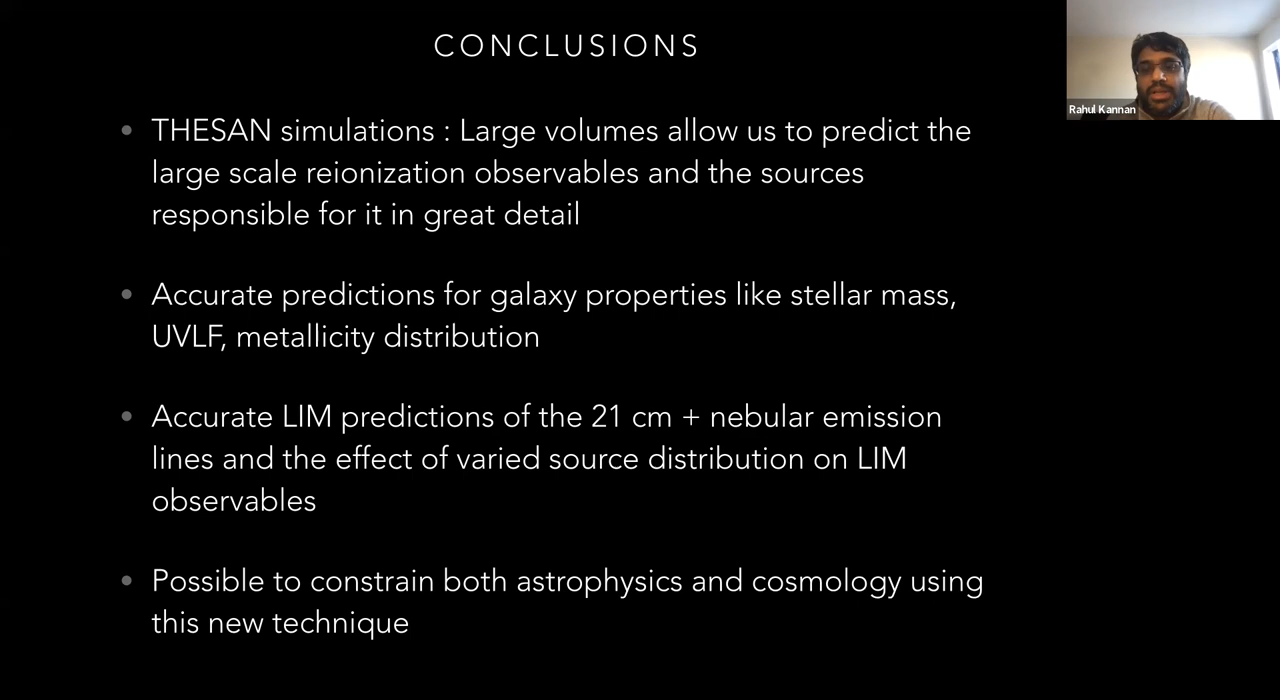 CONCLUSIONS
Rahul Kannan
• THESAN simulations : Large volumes allow us to predict the
large scale reionization observables and the sources
responsible for it in great detail
• Accurate predictions for galaxy properties like stellar mass,
UVLF, metallicity distribution
• Accurate LIM predictions of the 21 cm + nebular emission
lines and the effect of varied source distribution on LIM
observables
• Possible to constrain both astrophysics and cosmology using
this new technique